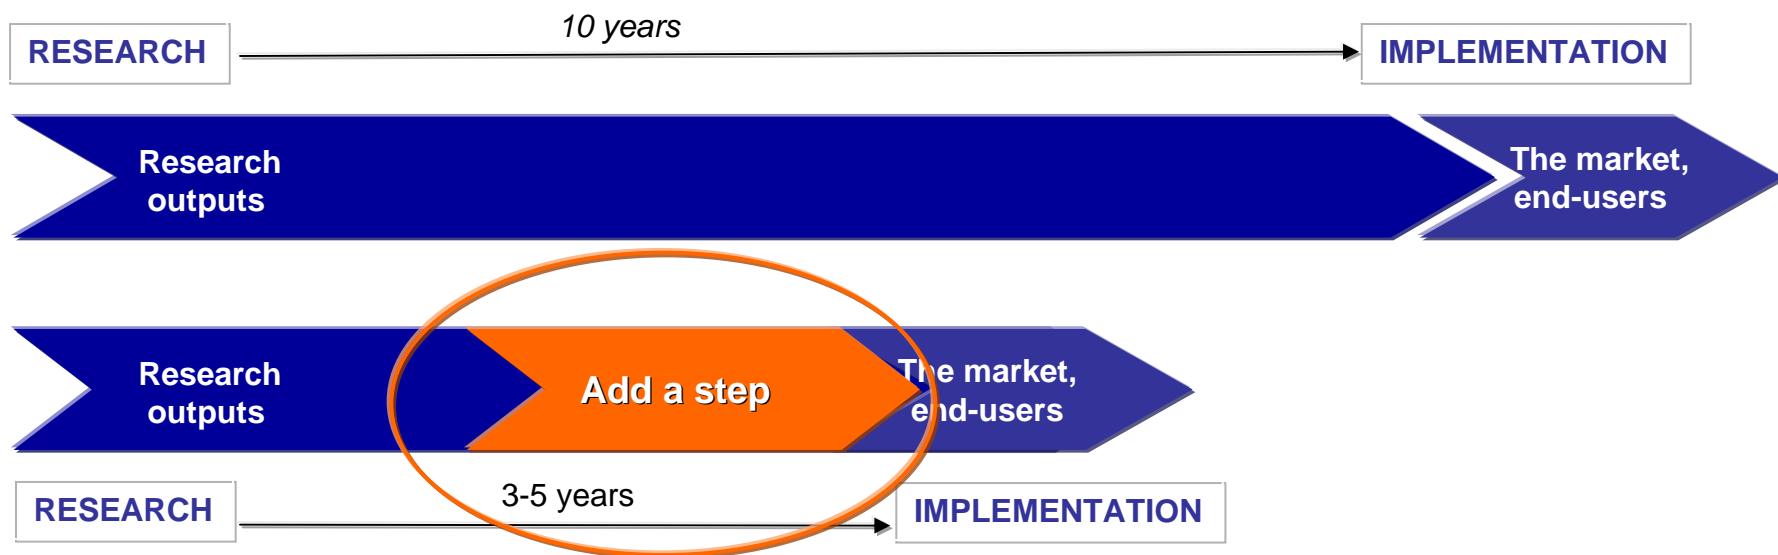 10 years
RESEARCH
IMPLEMENTATION
Research
outputs
The market,
end-users
Research
outputs
Add a step
The market,
end-users
RESEARCH
3-5 years
IMPLEMENTATION